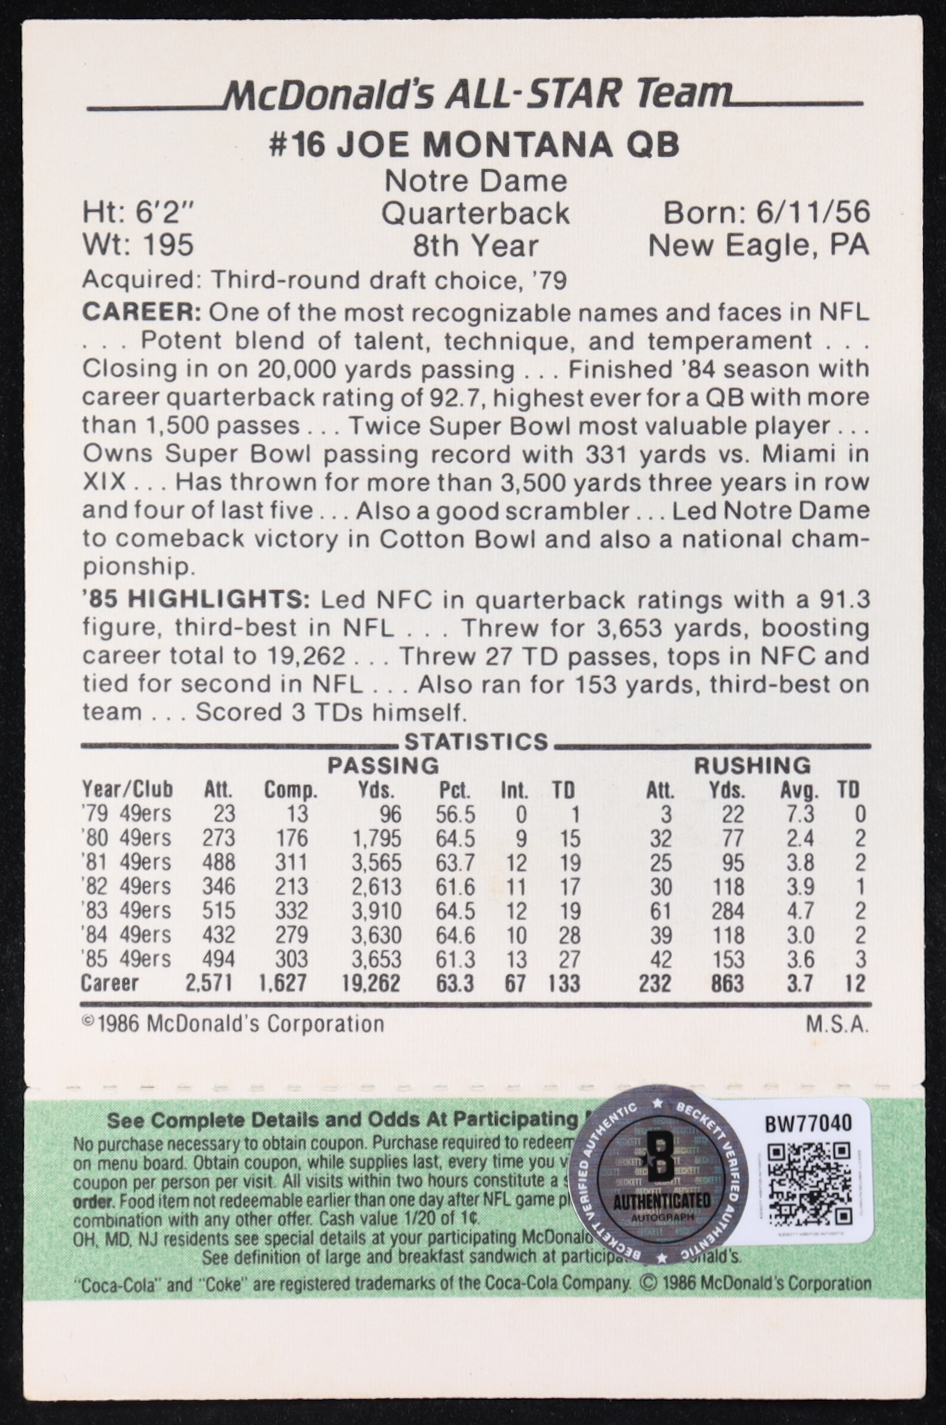 McDonald's ALL-STAR Team
#16 JOE MONTANA QB
Notre Dame
Ht: 6'2" Quarterback Born: 6/11/56
Wt: 195 8th Year New Eagle, PA
Acquired: Third-round draft choice, '79
CAREER: One of the most recognizable names and faces in NFL
. . . Potent blend of talent, technique, and temperament . . .
Closing in on 20,000 yards passing . . . Finished '84 season with
career quarterback rating of 92.7, highest ever for a QB with more
than 1,500 passes . . . Twice Super Bowl most valuable player . . .
Owns Super Bowl passing record with 331 yards vs. Miami in
XIX . . . Has thrown for more than 3,500 yards three years in row
and four of last five . . . Also a good scrambler . . . Led Notre Dame
to comeback victory in Cotton Bowl and also a national cham-
pionship.
'85 HIGHLIGHTS: Led NFC in quarterback ratings with a 91.3
figure, third-best in NFL . . . Threw for 3,653 yards, boosting
career total to 19,262 . . . Threw 27 TD passes, tops in NFC and
tied for second in NFL . . . Also ran for 153 yards, third-best on
team . . . Scored 3 TDs himself.
STATISTICS
PASSING RUSHING
Year/Club Att. Comp. Yds. Pct. Int. TD Att. Yds. Avg. TD
'79 49ers 23 13 96 56.5 0 1 3 22 7.3 0
'80 49ers 273 176 1,795 64.5 9 15 32 77 2.4 2
'81 49ers 488 311 3,565 63.7 12 19 25 95 3.8 2
'82 49ers 346 213 2,613 61.6 11 17 30 118 3.9 1
'83 49ers 515 332 3,910 64.5 12 19 61 284 4.7 2
'84 49ers 432 279 3,630 64.6 10 28 39 118 3.0 2
'85 49ers 494 303 3,653 61.3 13 27 42 153 3.6 3
Career 2,571 1,627 19,262 63.3 67 133 232 863 3.7 12
©1986 McDonald's Corporation M.S.A.
See Complete Details and Odds At Participating
No purchase necessary to obtain coupon. Purchase required to redeem
on menu board. Obtain coupon, while supplies last, every time you v
coupon per person per visit. All visits within two hours constitute a s
order. Food item not redeemable earlier than one day after NFL game p
combination with any other offer. Cash value 1/20 of 1¢.
OH, MD, NJ residents see special details at your participating McDonald
See definition of large and breakfast sandwich at particip nald's.
"Coca-Cola" and "Coke" are registered trademarks of the Coca-Cola Company. © 1986 McDonald's Corporation
BECKETT VERIFIED AUTHENTIC
BECKETT VERIFIED AUTHENTIC
B
AUTHENTICATED
AUTOGRAPH
BW77040